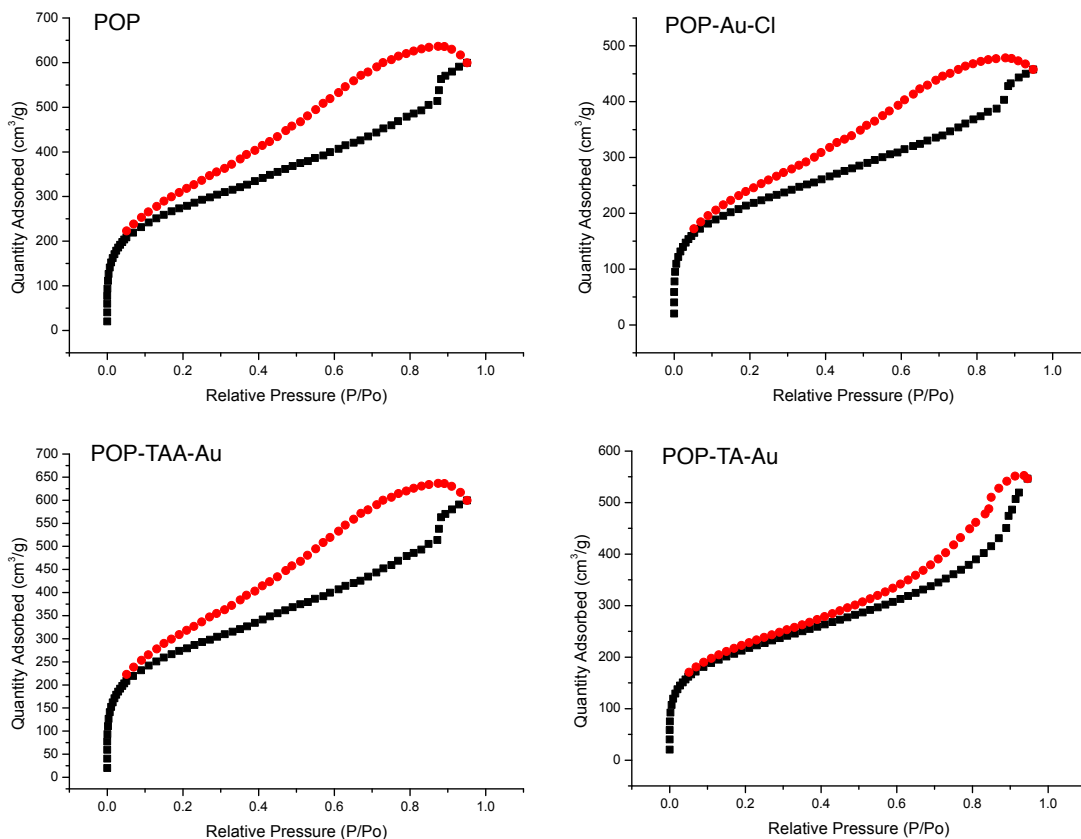 POP
700
600
500
400
300
200
100
0
Quantity Adsorbed (cm³/g)
0.0 0.2 0.4 0.6 0.8 1.0
Relative Pressure (P/Po)
POP-Au-Cl
500
400
300
200
100
0
Quantity Adsorbed (cm³/g)
0.0 0.2 0.4 0.6 0.8 1.0
Relative Pressure (P/Po)
POP-TAA-Au
700
650
600
550
500
450
400
350
300
250
200
150
100
50
0
Quantity Adsorbed (cm³/g)
0.0 0.2 0.4 0.6 0.8 1.0
Relative Pressure (P/Po)
POP-TA-Au
600
500
400
300
200
100
0
Quantity Adsorbed (cm³/g)
0.0 0.2 0.4 0.6 0.8 1.0
Relative Pressure (P/Po)